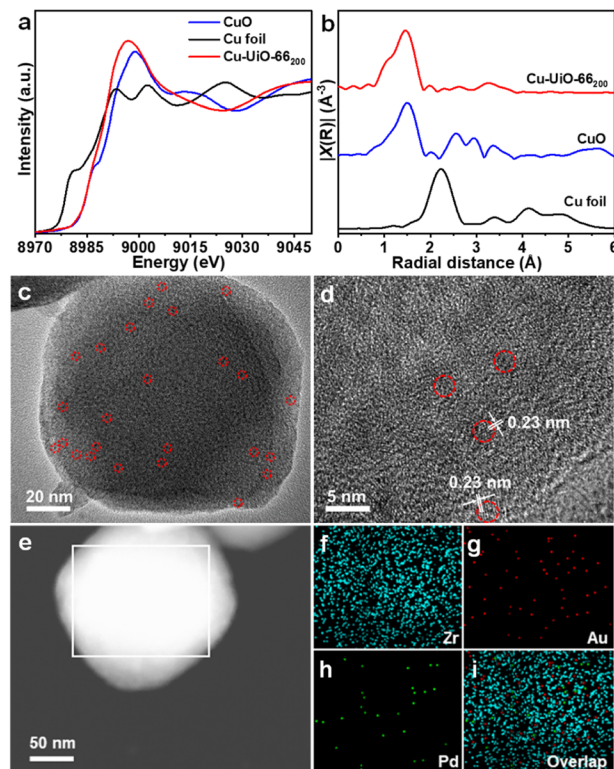 a
CuO
Cu foil
Cu-UiO-66₂₀₀
Intensity (a.u.)
8970 8985 9000 9015 9030 9045
Energy (eV)
b
Cu-UiO-66₂₀₀
CuO
Cu foil
|X(R)| (Å⁻³)
0 1 2 3 4 5 6
Radial distance (Å)
c
20 nm
d
0.23 nm
0.23 nm
5 nm
e
50 nm
f
Zr
g
Au
h
Pd
i
Overlap